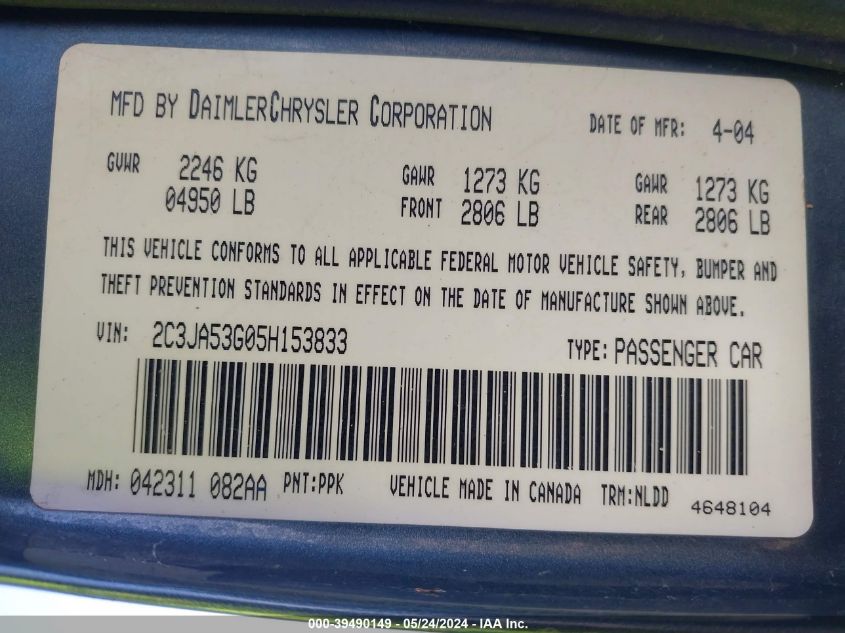 MFD BY DAIMLERCHRYSLER CORPORATION DATE OF MFR: 4-04
GVWR 2246 KG GAWR 1273 KG GAWR 1273 KG
04950 LB FRONT 2806 LB REAR 2806 LB
THIS VEHICLE CONFORMS TO ALL APPLICABLE FEDERAL MOTOR VEHICLE SAFETY, BUMPER AND
THEFT PREVENTION STANDARDS IN EFFECT ON THE DATE OF MANUFACTURE SHOWN ABOVE.
VIN: 2C3JA53G05H153833 TYPE: PASSENGER CAR
MDH: 042311 082AA PNT:PPK VEHICLE MADE IN CANADA TRM:NLDD 4648104
000-39490149 - 05/24/2024 - IAA Inc.